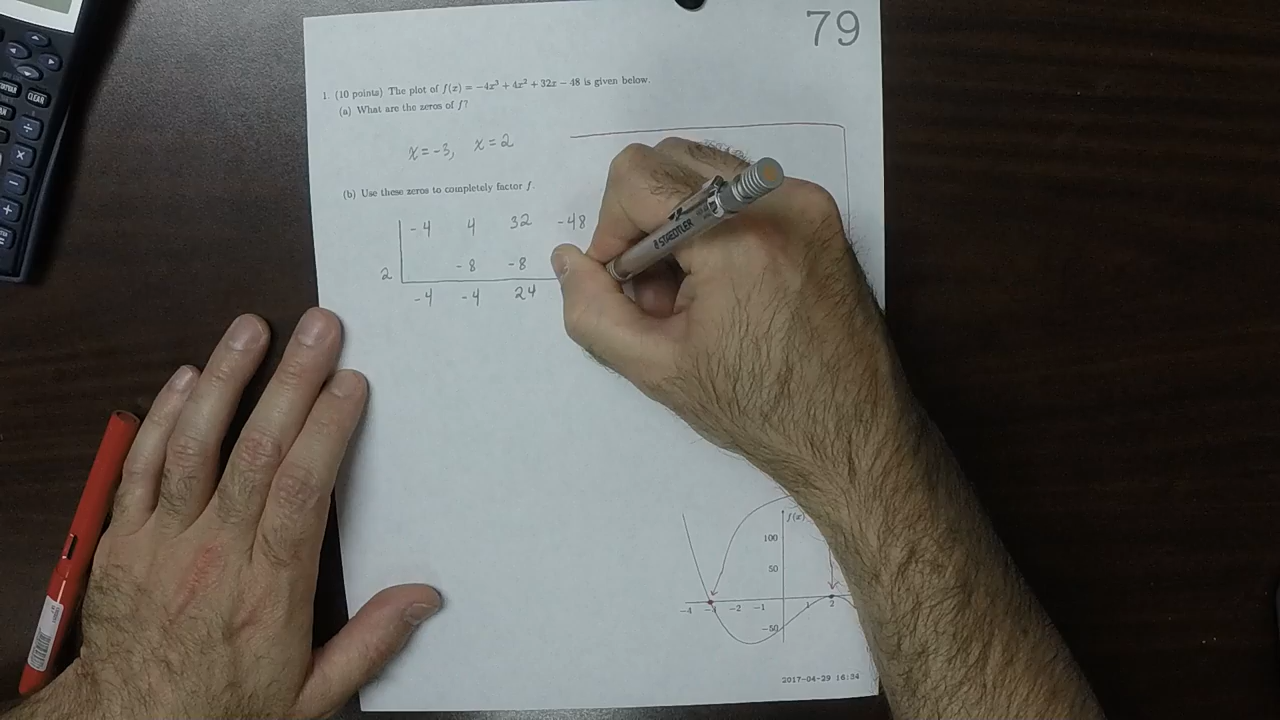 79
1. (10 points) The plot of f(x) = −4x³ + 4x² + 32x − 48 is given below.
(a) What are the zeros of f?
x = -3, x = 2
(b) Use these zeros to completely factor f.
-4 4 32 -48
2 -8 -8
-4 -4 24
STAEDTLER
CLEAR
f(x)
100
50
-4 -2 -1 1 2
-50
2017-04-29 16:34